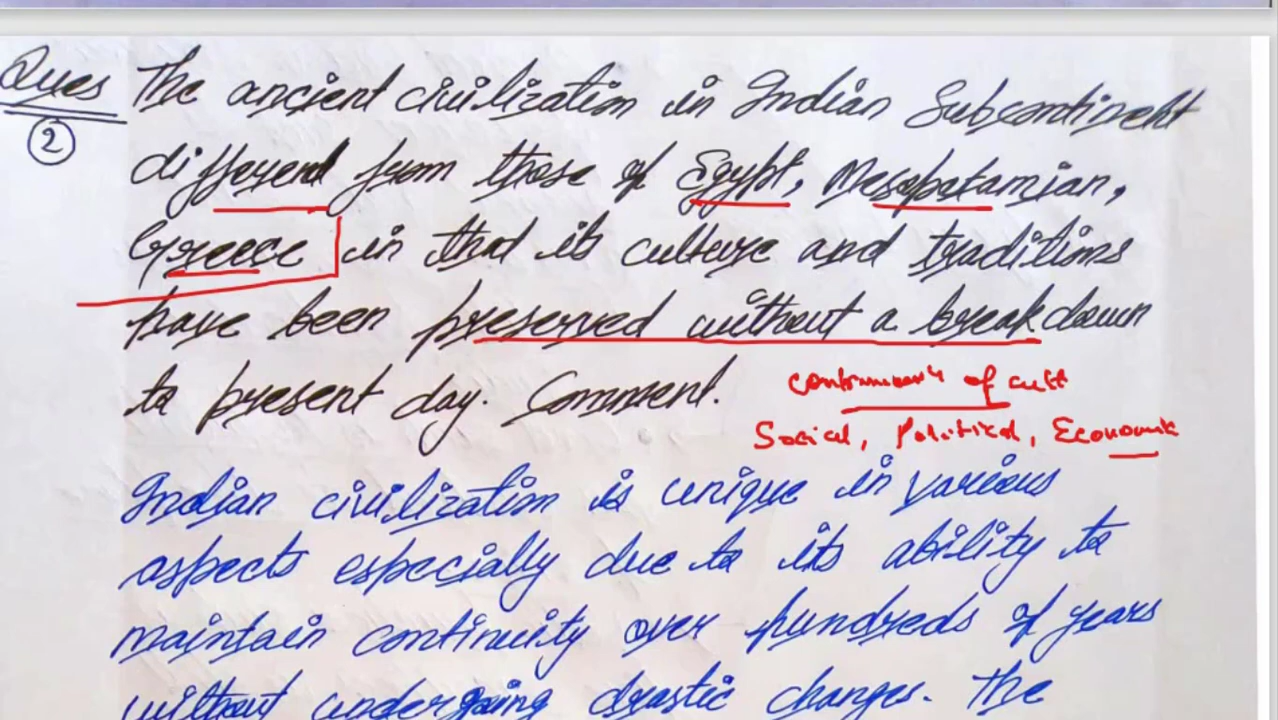 Ques The ancient civilization in Indian Subcontinent
② different from those of Egypt, Mesopatamian,
Greece in that its culture and traditions
have been preserved without a breakdown
to present day. Comment.
of cult
Social, Political, Economic
Indian civilization is unique in various
aspects especially due to its ability to
maintain continuity over hundreds of years
without undergoing drastic changes. The